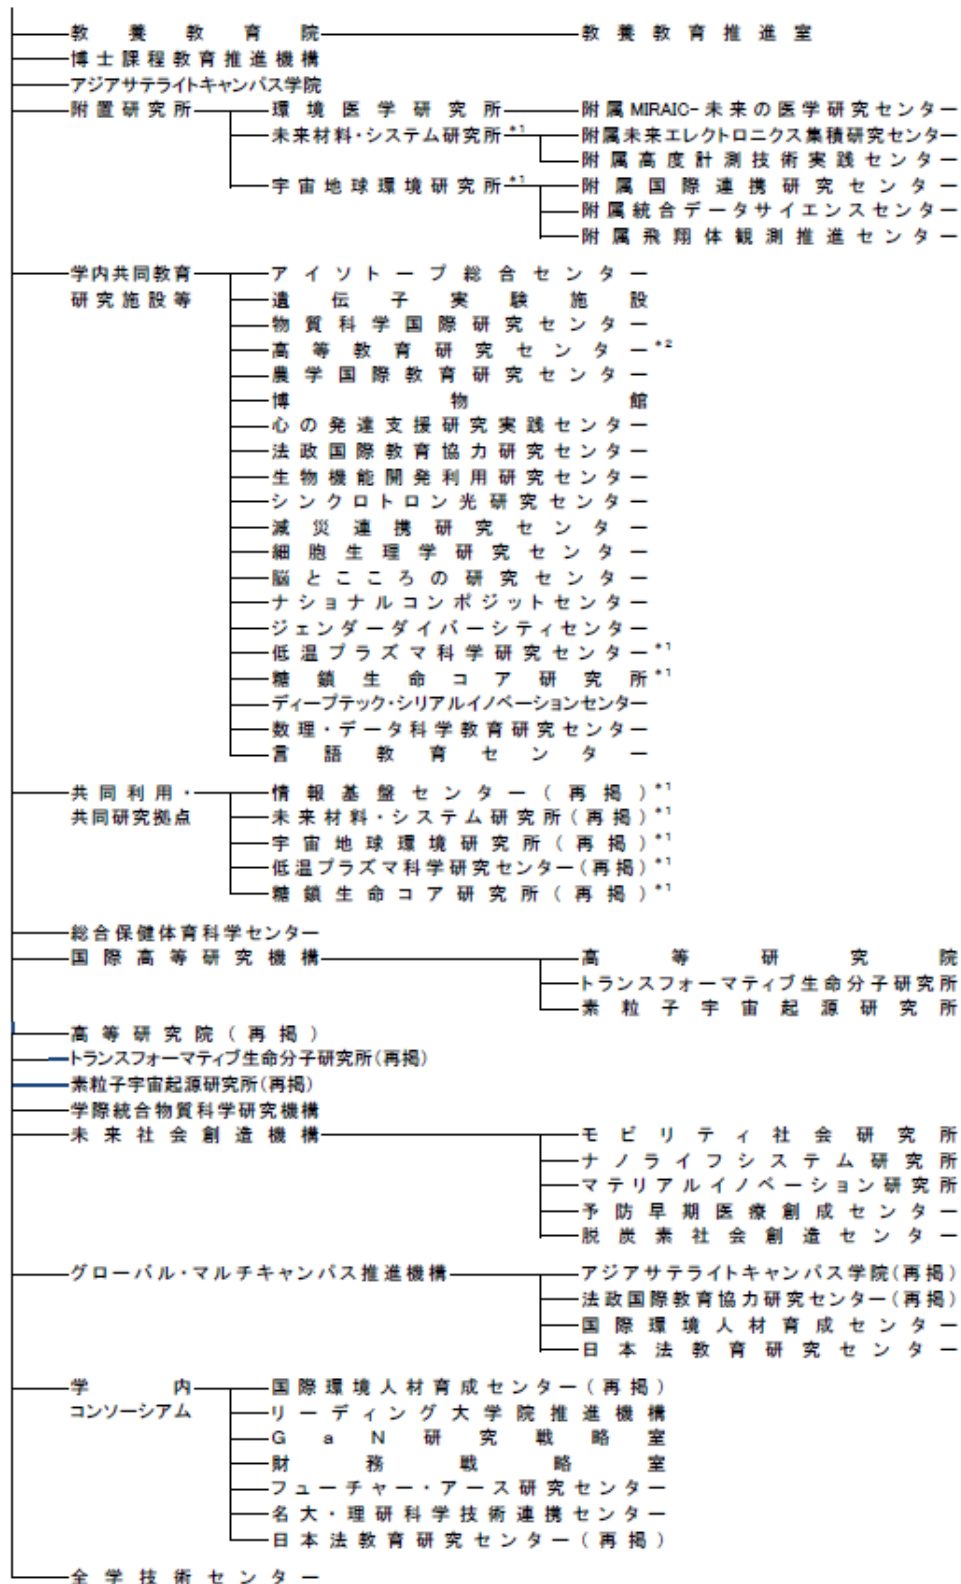 教養教育院 教養教育推進室
博士課程教育推進機構
アジアサテライトキャンパス学院
附置研究所 環境医学研究所 附属MIRAIC-未来の医学研究センター
未来材料・システム研究所*1 附属未来エレクトロニクス集積研究センター
附属高度計測技術実践センター
宇宙地球環境研究所*1 附属国際連携研究センター
附属統合データサイエンスセンター
附属飛翔体観測推進センター
学内共同教育 アイソトープ総合センター
研究施設等 遺伝子実験施設
物質科学国際研究センター
高等教育研究センター*2
農学国際教育研究センター
博物館
心の発達支援研究実践センター
法政国際教育協力研究センター
生物機能開発利用研究センター
シンクロトロン光研究センター
減災連携研究センター
細胞生理学研究センター
脳とこころの研究センター
ナショナルコンポジットセンター
ジェンダーダイバーシティセンター
低温プラズマ科学研究センター*1
糖鎖生命コア研究所*1
ディープテック・シリアルイノベーションセンター
数理・データ科学教育研究センター
言語教育センター
共同利用・ 情報基盤センター(再掲)*1
共同研究拠点 未来材料・システム研究所(再掲)*1
宇宙地球環境研究所(再掲)*1
低温プラズマ科学研究センター(再掲)*1
糖鎖生命コア研究所(再掲)*1
総合保健体育科学センター
国際高等研究機構 高等研究院
トランスフォーマティブ生命分子研究所
素粒子宇宙起源研究所
高等研究院(再掲)
トランスフォーマティブ生命分子研究所(再掲)
素粒子宇宙起源研究所(再掲)
学際統合物質科学研究機構
未来社会創造機構 モビリティ社会研究所
ナノライフシステム研究所
マテリアルイノベーション研究所
予防早期医療創成センター
脱炭素社会創造センター
グローバル・マルチキャンパス推進機構 アジアサテライトキャンパス学院(再掲)
法政国際教育協力研究センター(再掲)
国際環境人材育成センター
日本法教育研究センター
学内 国際環境人材育成センター(再掲)
コンソーシアム リーディング大学院推進機構
GaN研究戦略室
財務戦略室
フューチャー・アース研究センター
名大・理研科学技術連携センター
日本法教育研究センター(再掲)
全学技術センター